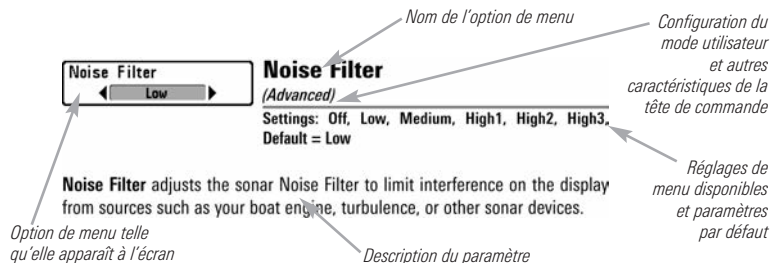 Nom de l'option de menu
Configuration du
mode utilisateur
et autres
caractéristiques de la
tête de commande
Noise Filter
Low
Noise Filter
(Advanced)
Settings: Off, Low, Medium, High1, High2, High3,
Default = Low
Réglages de
menu disponibles
et paramètres
par défaut
Noise Filter adjusts the sonar Noise Filter to limit interference on the display
from sources such as your boat engine, turbulence, or other sonar devices.
Option de menu telle
qu'elle apparaît à l'écran
Description du paramètre